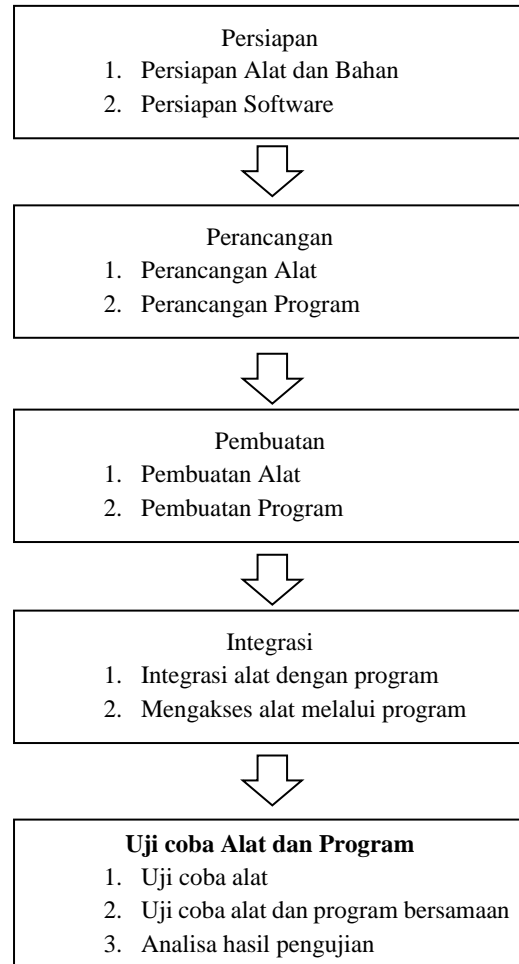 Persiapan
1. Persiapan Alat dan Bahan
2. Persiapan Software
Perancangan
1. Perancangan Alat
2. Perancangan Program
Pembuatan
1. Pembuatan Alat
2. Pembuatan Program
Integrasi
1. Integrasi alat dengan program
2. Mengakses alat melalui program
Uji coba Alat dan Program
1. Uji coba alat
2. Uji coba alat dan program bersamaan
3. Analisa hasil pengujian